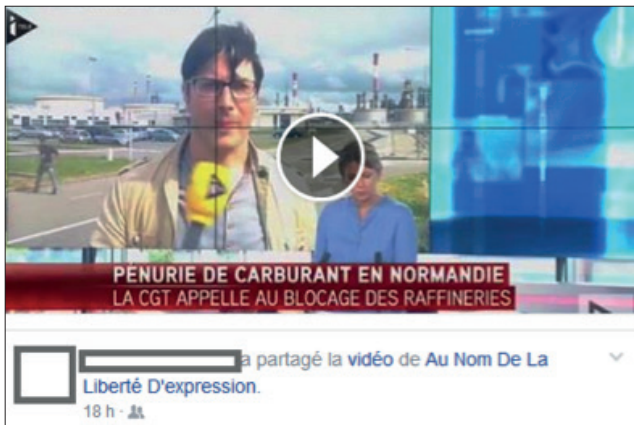 PÉNURIE DE CARBURANT EN NORMANDIE
LA CGT APPELLE AU BLOCAGE DES RAFFINERIES
a partagé la vidéo de Au Nom De La
Liberté D'expression.
18 h ·